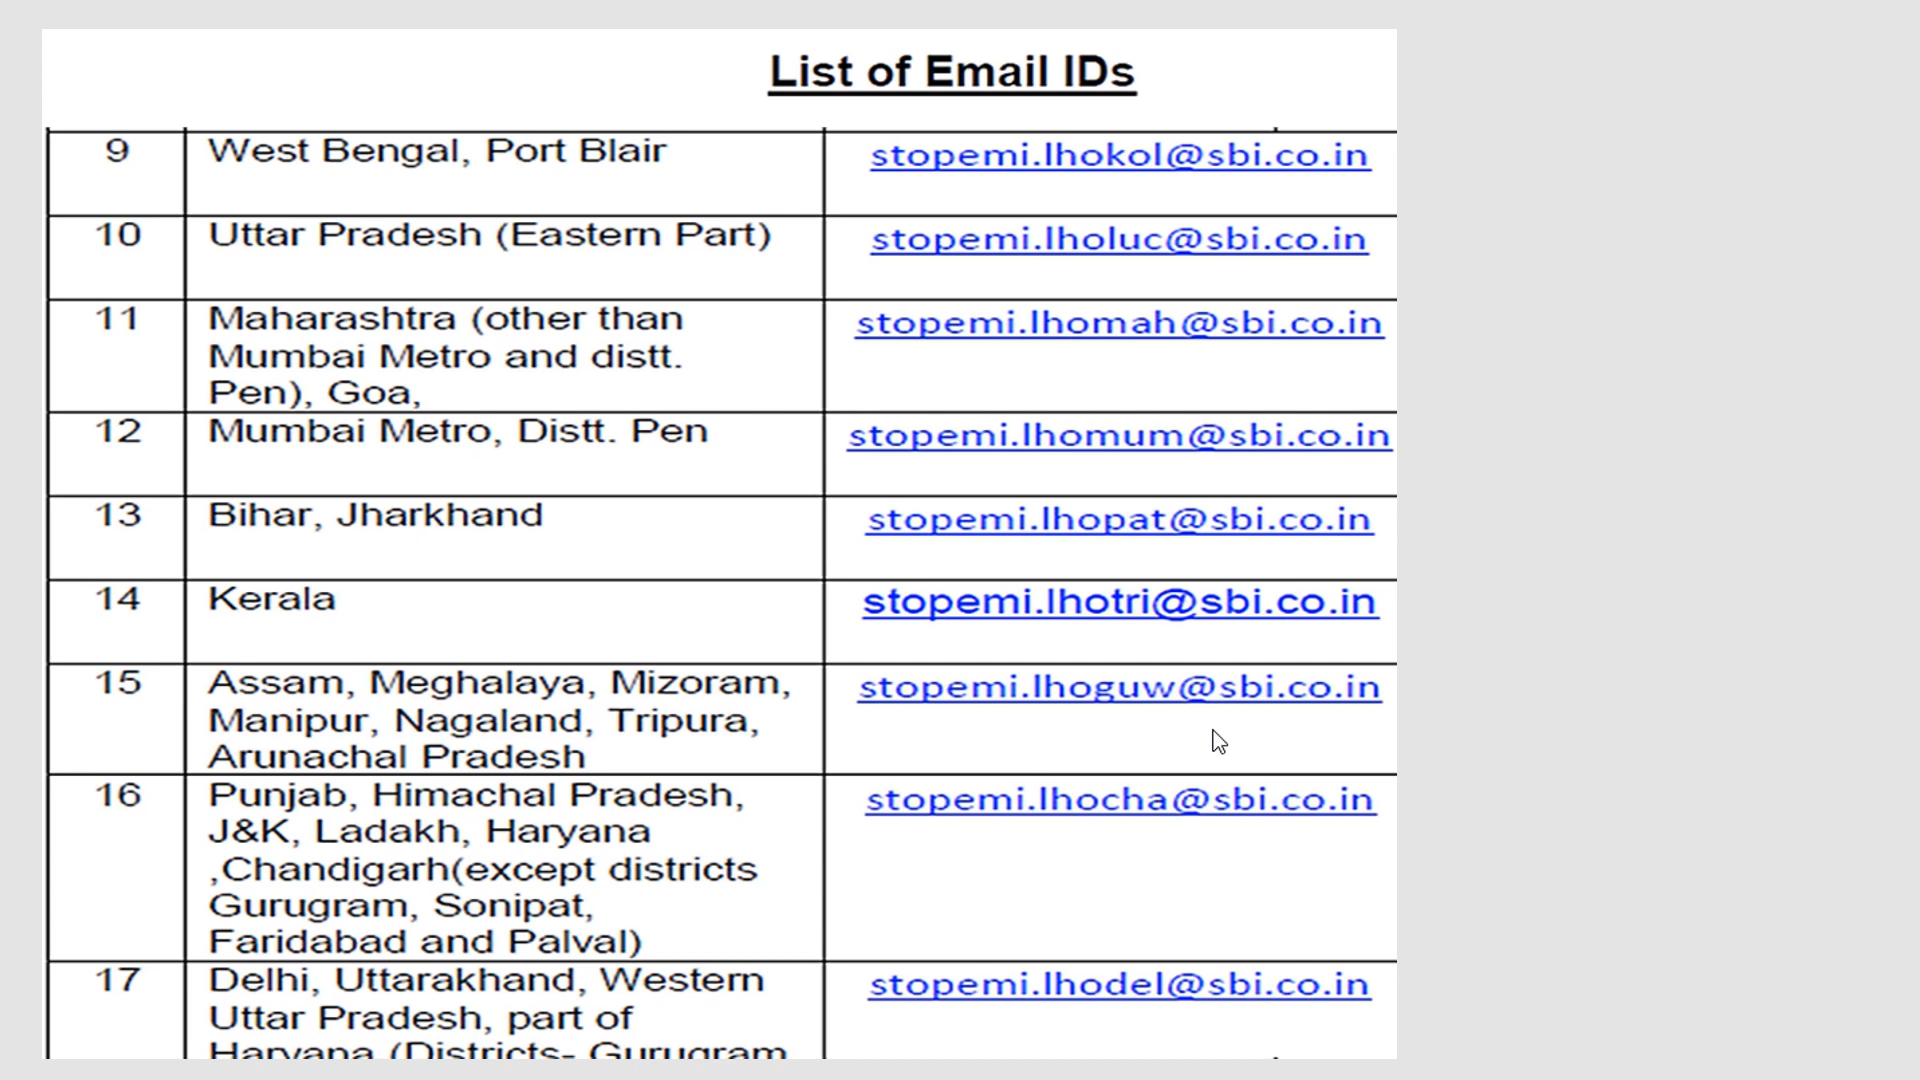 List of Email IDs
9 West Bengal, Port Blair stopemi.lhokol@sbi.co.in
10 Uttar Pradesh (Eastern Part) stopemi.lholuc@sbi.co.in
11 Maharashtra (other than stopemi.lhomah@sbi.co.in
Mumbai Metro and distt.
Pen), Goa,
12 Mumbai Metro, Distt. Pen stopemi.lhomum@sbi.co.in
13 Bihar, Jharkhand stopemi.lhopat@sbi.co.in
14 Kerala stopemi.lhotri@sbi.co.in
15 Assam, Meghalaya, Mizoram, stopemi.lhoguw@sbi.co.in
Manipur, Nagaland, Tripura,
Arunachal Pradesh
16 Punjab, Himachal Pradesh, stopemi.lhocha@sbi.co.in
J&K, Ladakh, Haryana
,Chandigarh(except districts
Gurugram, Sonipat,
Faridabad and Palval)
17 Delhi, Uttarakhand, Western stopemi.lhodel@sbi.co.in
Uttar Pradesh, part of
Haryana (Districts- Gurugram